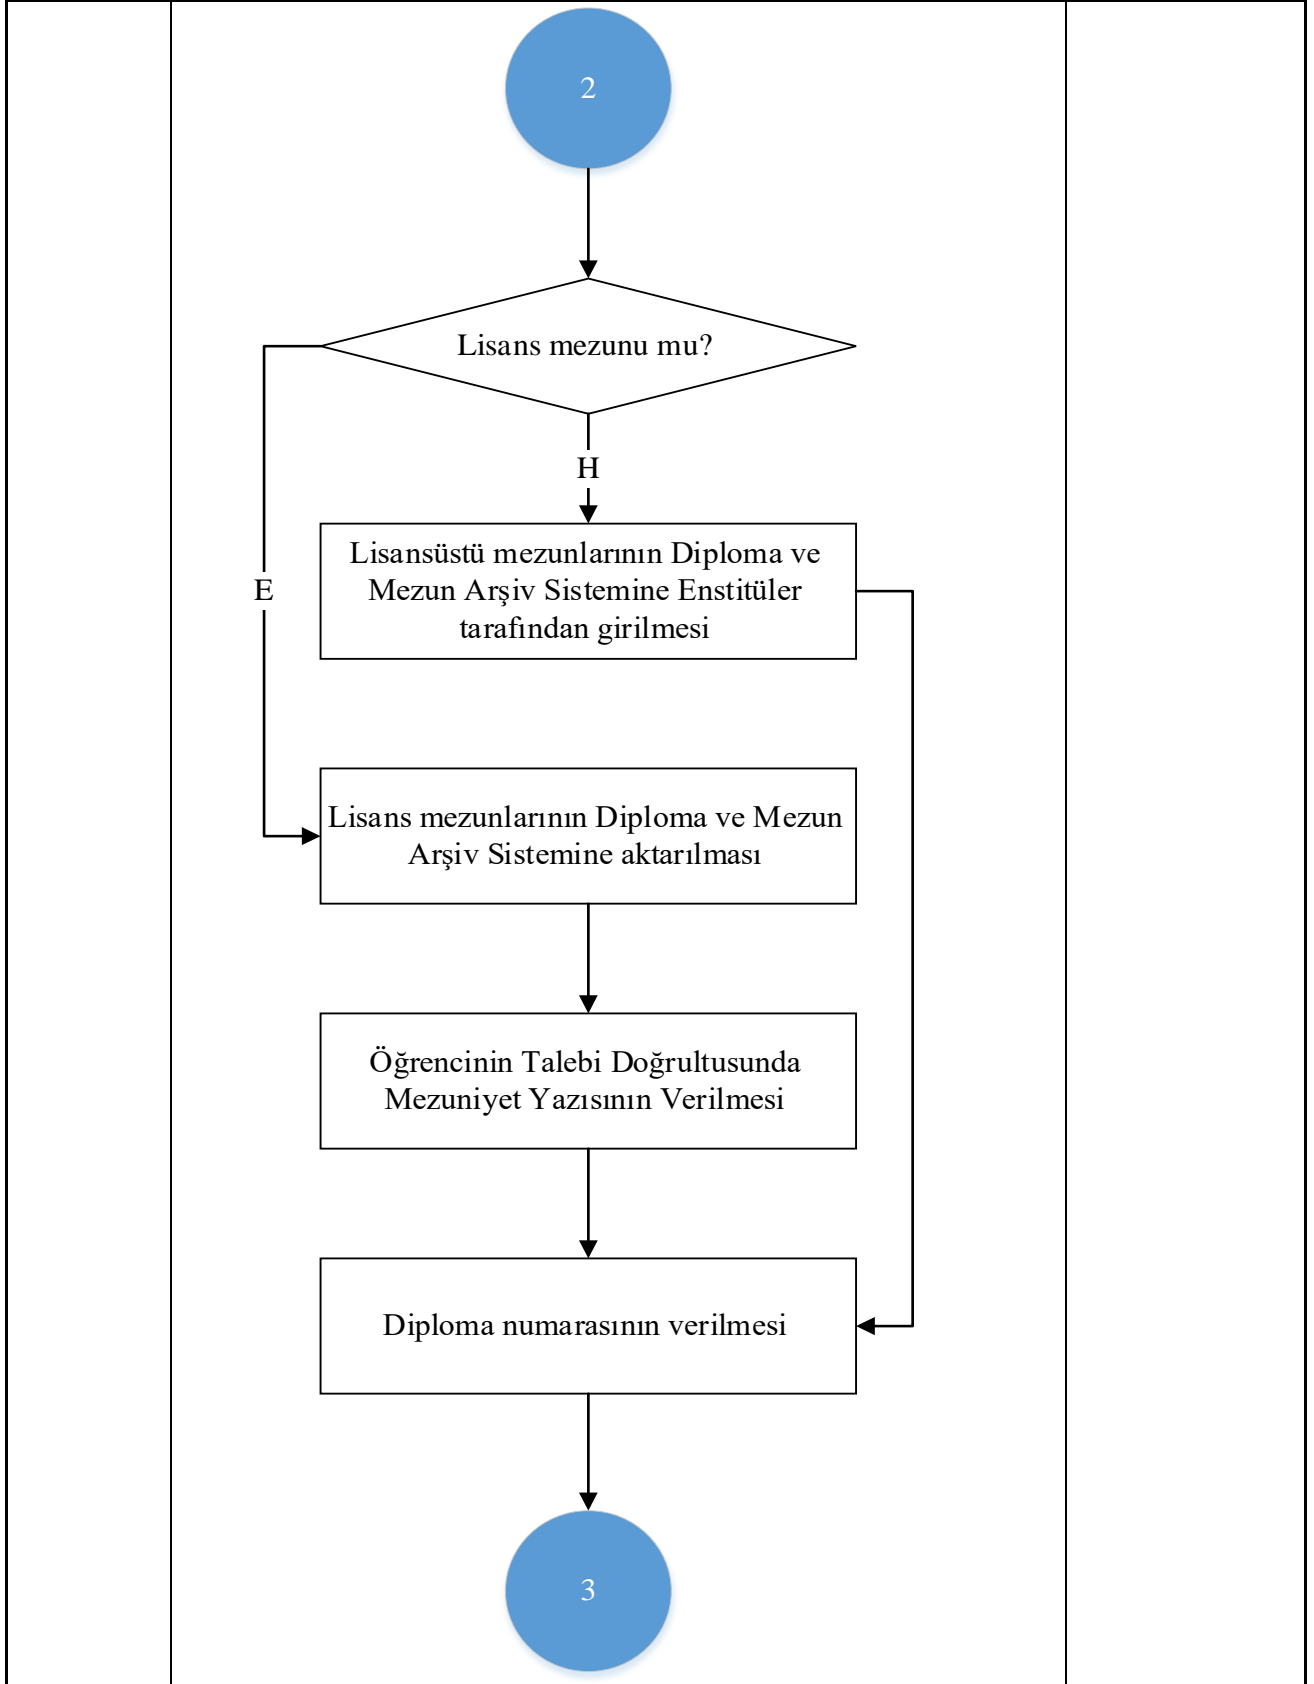 2
Lisans mezunu mu?
H
Lisansüstü mezunlarının Diploma ve
Mezun Arşiv Sistemine Enstitüler
tarafından girilmesi
E
Lisans mezunlarının Diploma ve Mezun
Arşiv Sistemine aktarılması
Öğrencinin Talebi Doğrultusunda
Mezuniyet Yazısının Verilmesi
Diploma numarasının verilmesi
3